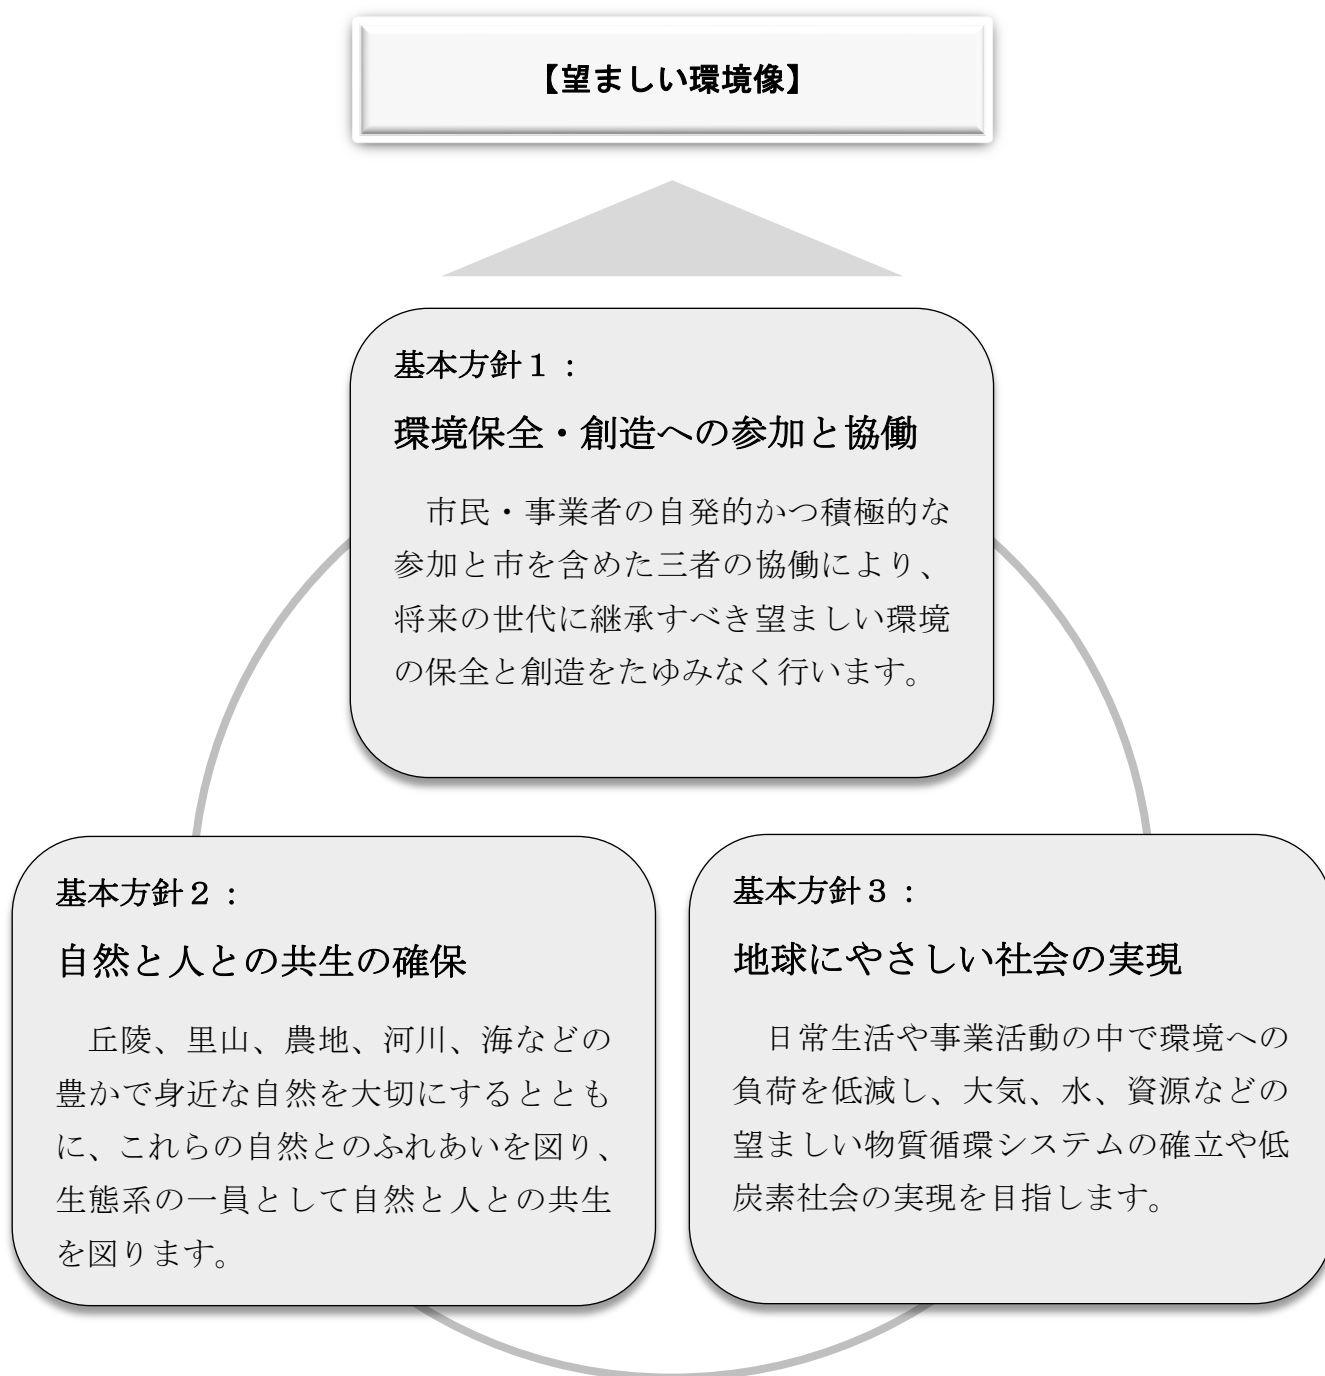 【望ましい環境像】
基本方針１：
環境保全・創造への参加と協働
　市民・事業者の自発的かつ積極的な
参加と市を含めた三者の協働により、
将来の世代に継承すべき望ましい環境
の保全と創造をたゆみなく行います。
基本方針２：
自然と人との共生の確保
　丘陵、里山、農地、河川、海などの
豊かで身近な自然を大切にするととも
に、これらの自然とのふれあいを図り、
生態系の一員として自然と人との共生
を図ります。
基本方針３：
地球にやさしい社会の実現
　日常生活や事業活動の中で環境への
負荷を低減し、大気、水、資源などの
望ましい物質循環システムの確立や低
炭素社会の実現を目指します。